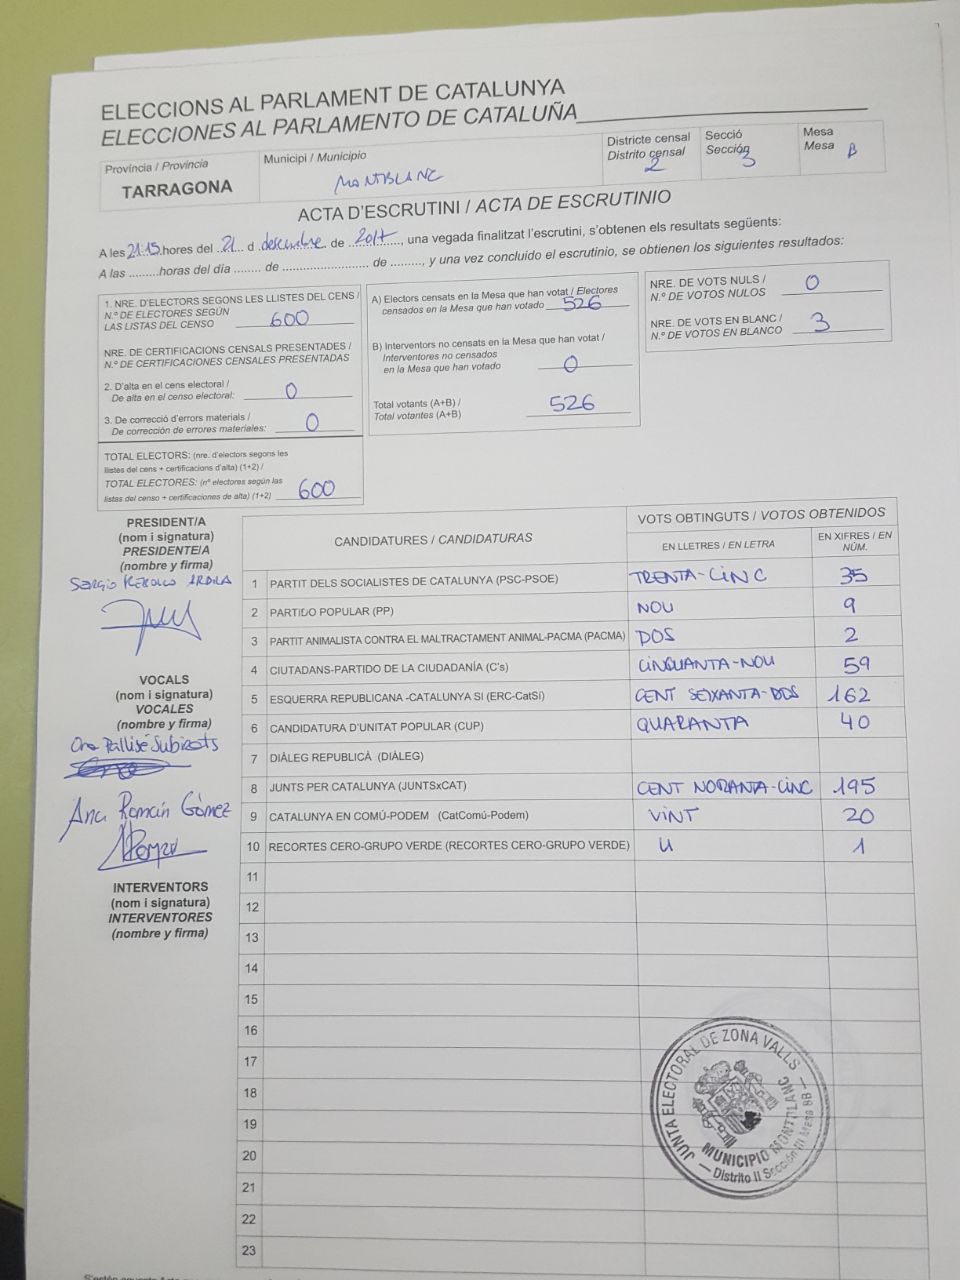 ELECCIONS AL PARLAMENT DE CATALUNYA
ELECCIONES AL PARLAMENTO DE CATALUÑA
Provincia / Provincia
TARRAGONA
Municipi / Municipio
MONTBLANC
Districte censal
Distrito censal
2
Secció
Sección
3
Mesa
Mesa B
ACTA D'ESCRUTINI / ACTA DE ESCRUTINIO
A les 21:15 hores del 21 d desembre de 2017, una vegada finalitzat l'escrutini, s'obtenen els resultats següents:
A las .........horas del día ........ de ......................... de ........, y una vez concluido el escrutinio, se obtienen los siguientes resultados:
1. NRE. D'ELECTORS SEGONS LES LLISTES DEL CENS /
N.º DE ELECTORES SEGÚN
LAS LISTAS DEL CENSO 600
NRE. DE CERTIFICACIONS CENSALS PRESENTADES /
N.º DE CERTIFICACIONES CENSALES PRESENTADAS
2. D'alta en el cens electoral /
De alta en el censo electoral: 0
3. De correcció d'errors materials /
De corrección de errores materiales: 0
TOTAL ELECTORS: (nre. d'electors segons les
llistes del cens + certificacions d'alta) (1+2) /
TOTAL ELECTORES: (nº electores según las
listas del censo + certificaciones de alta) (1+2) 600
A) Electors censats en la Mesa que han votat / Electores
censados en la Mesa que han votado 526
B) Interventors no censats en la Mesa que han votat /
Interventores no censados
en la Mesa que han votado 0
Total votants (A+B) /
Total votantes (A+B) 526
NRE. DE VOTS NULS /
N.º DE VOTOS NULOS 0
NRE. DE VOTS EN BLANC /
N.º DE VOTOS EN BLANCO 3
PRESIDENT/A
(nom i signatura)
PRESIDENTE/A
(nombre y firma)
Sergio ARDILA
VOCALS
(nom i signatura)
VOCALES
(nombre y firma)
Ona Pallisé Subirats
Ana Román Gómez
INTERVENTORS
(nom i signatura)
INTERVENTORES
(nombre y firma)
CANDIDATURES / CANDIDATURAS
VOTS OBTINGUTS / VOTOS OBTENIDOS
EN LLETRES / EN LETRA
EN XIFRES / EN
NÚM.
1 PARTIT DELS SOCIALISTES DE CATALUNYA (PSC-PSOE) TRENTA-CINC 35
2 PARTIDO POPULAR (PP) NOU 9
3 PARTIT ANIMALISTA CONTRA EL MALTRACTAMENT ANIMAL-PACMA (PACMA) DOS 2
4 CIUTADANS-PARTIDO DE LA CIUDADANÍA (C's) CINQUANTA-NOU 59
5 ESQUERRA REPUBLICANA -CATALUNYA SI (ERC-CatSí) CENT SEIXANTA-DOS 162
6 CANDIDATURA D'UNITAT POPULAR (CUP) QUARANTA 40
7 DIÀLEG REPUBLICÀ (DIÀLEG)
8 JUNTS PER CATALUNYA (JUNTSxCAT) CENT NORANTA-CINC 195
9 CATALUNYA EN COMÚ-PODEM (CatComú-Podem) VINT 20
10 RECORTES CERO-GRUPO VERDE (RECORTES CERO-GRUPO VERDE) U 1
11
12
13
14
15
16
17
18
19
20
21
22
23
JUNTA ELECTORAL DE ZONA VALLS
MUNICIPIO MONTBLANC
Distrito II Sección III Mesa BB